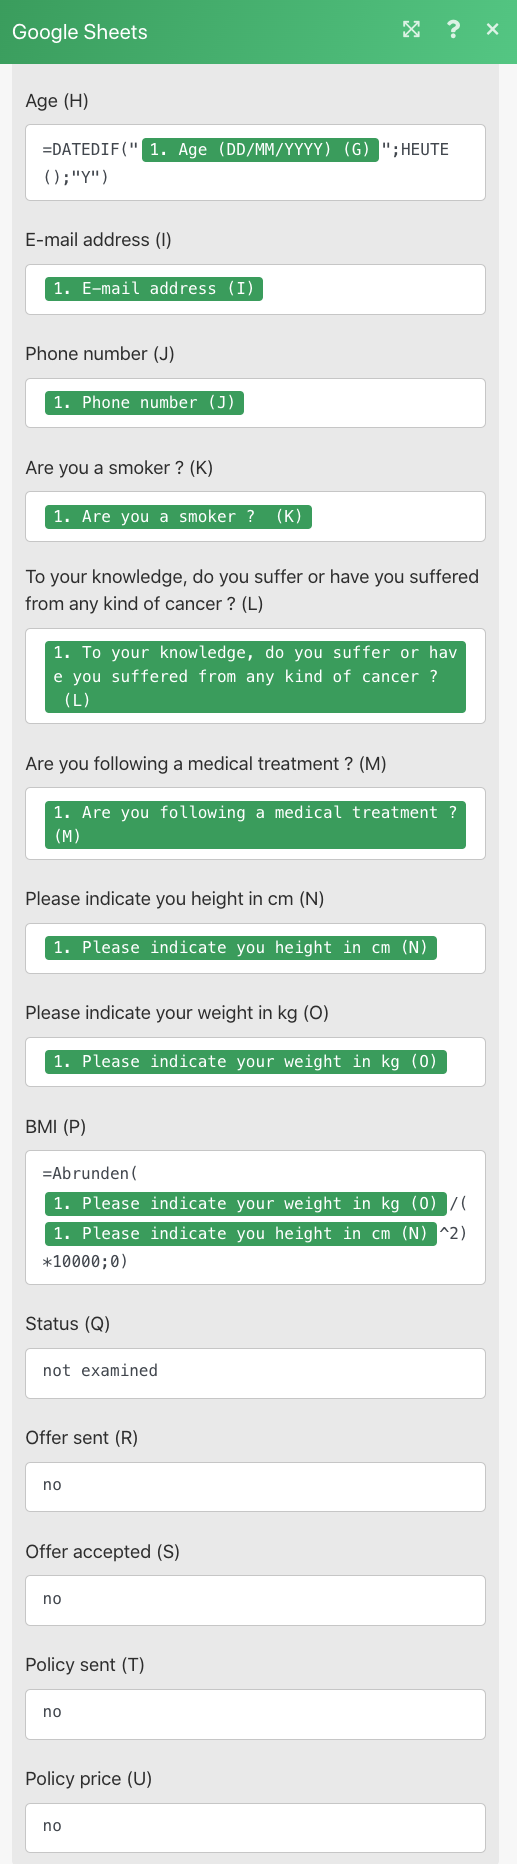 Google Sheets
Age (H)
=DATEDIF(" 1. Age (DD/MM/YYYY) (G) ";HEUTE
();"Y")
E-mail address (I)
1. E-mail address (I)
Phone number (J)
1. Phone number (J)
Are you a smoker ? (K)
1. Are you a smoker ?  (K)
To your knowledge, do you suffer or have you suffered
from any kind of cancer ? (L)
1. To your knowledge, do you suffer or hav
e you suffered from any kind of cancer ?
(L)
Are you following a medical treatment ? (M)
1. Are you following a medical treatment ?
(M)
Please indicate you height in cm (N)
1. Please indicate you height in cm (N)
Please indicate your weight in kg (O)
1. Please indicate your weight in kg (O)
BMI (P)
=Abrunden(
1. Please indicate your weight in kg (O) /(
1. Please indicate you height in cm (N) ^2)
*10000;0)
Status (Q)
not examined
Offer sent (R)
no
Offer accepted (S)
no
Policy sent (T)
no
Policy price (U)
no